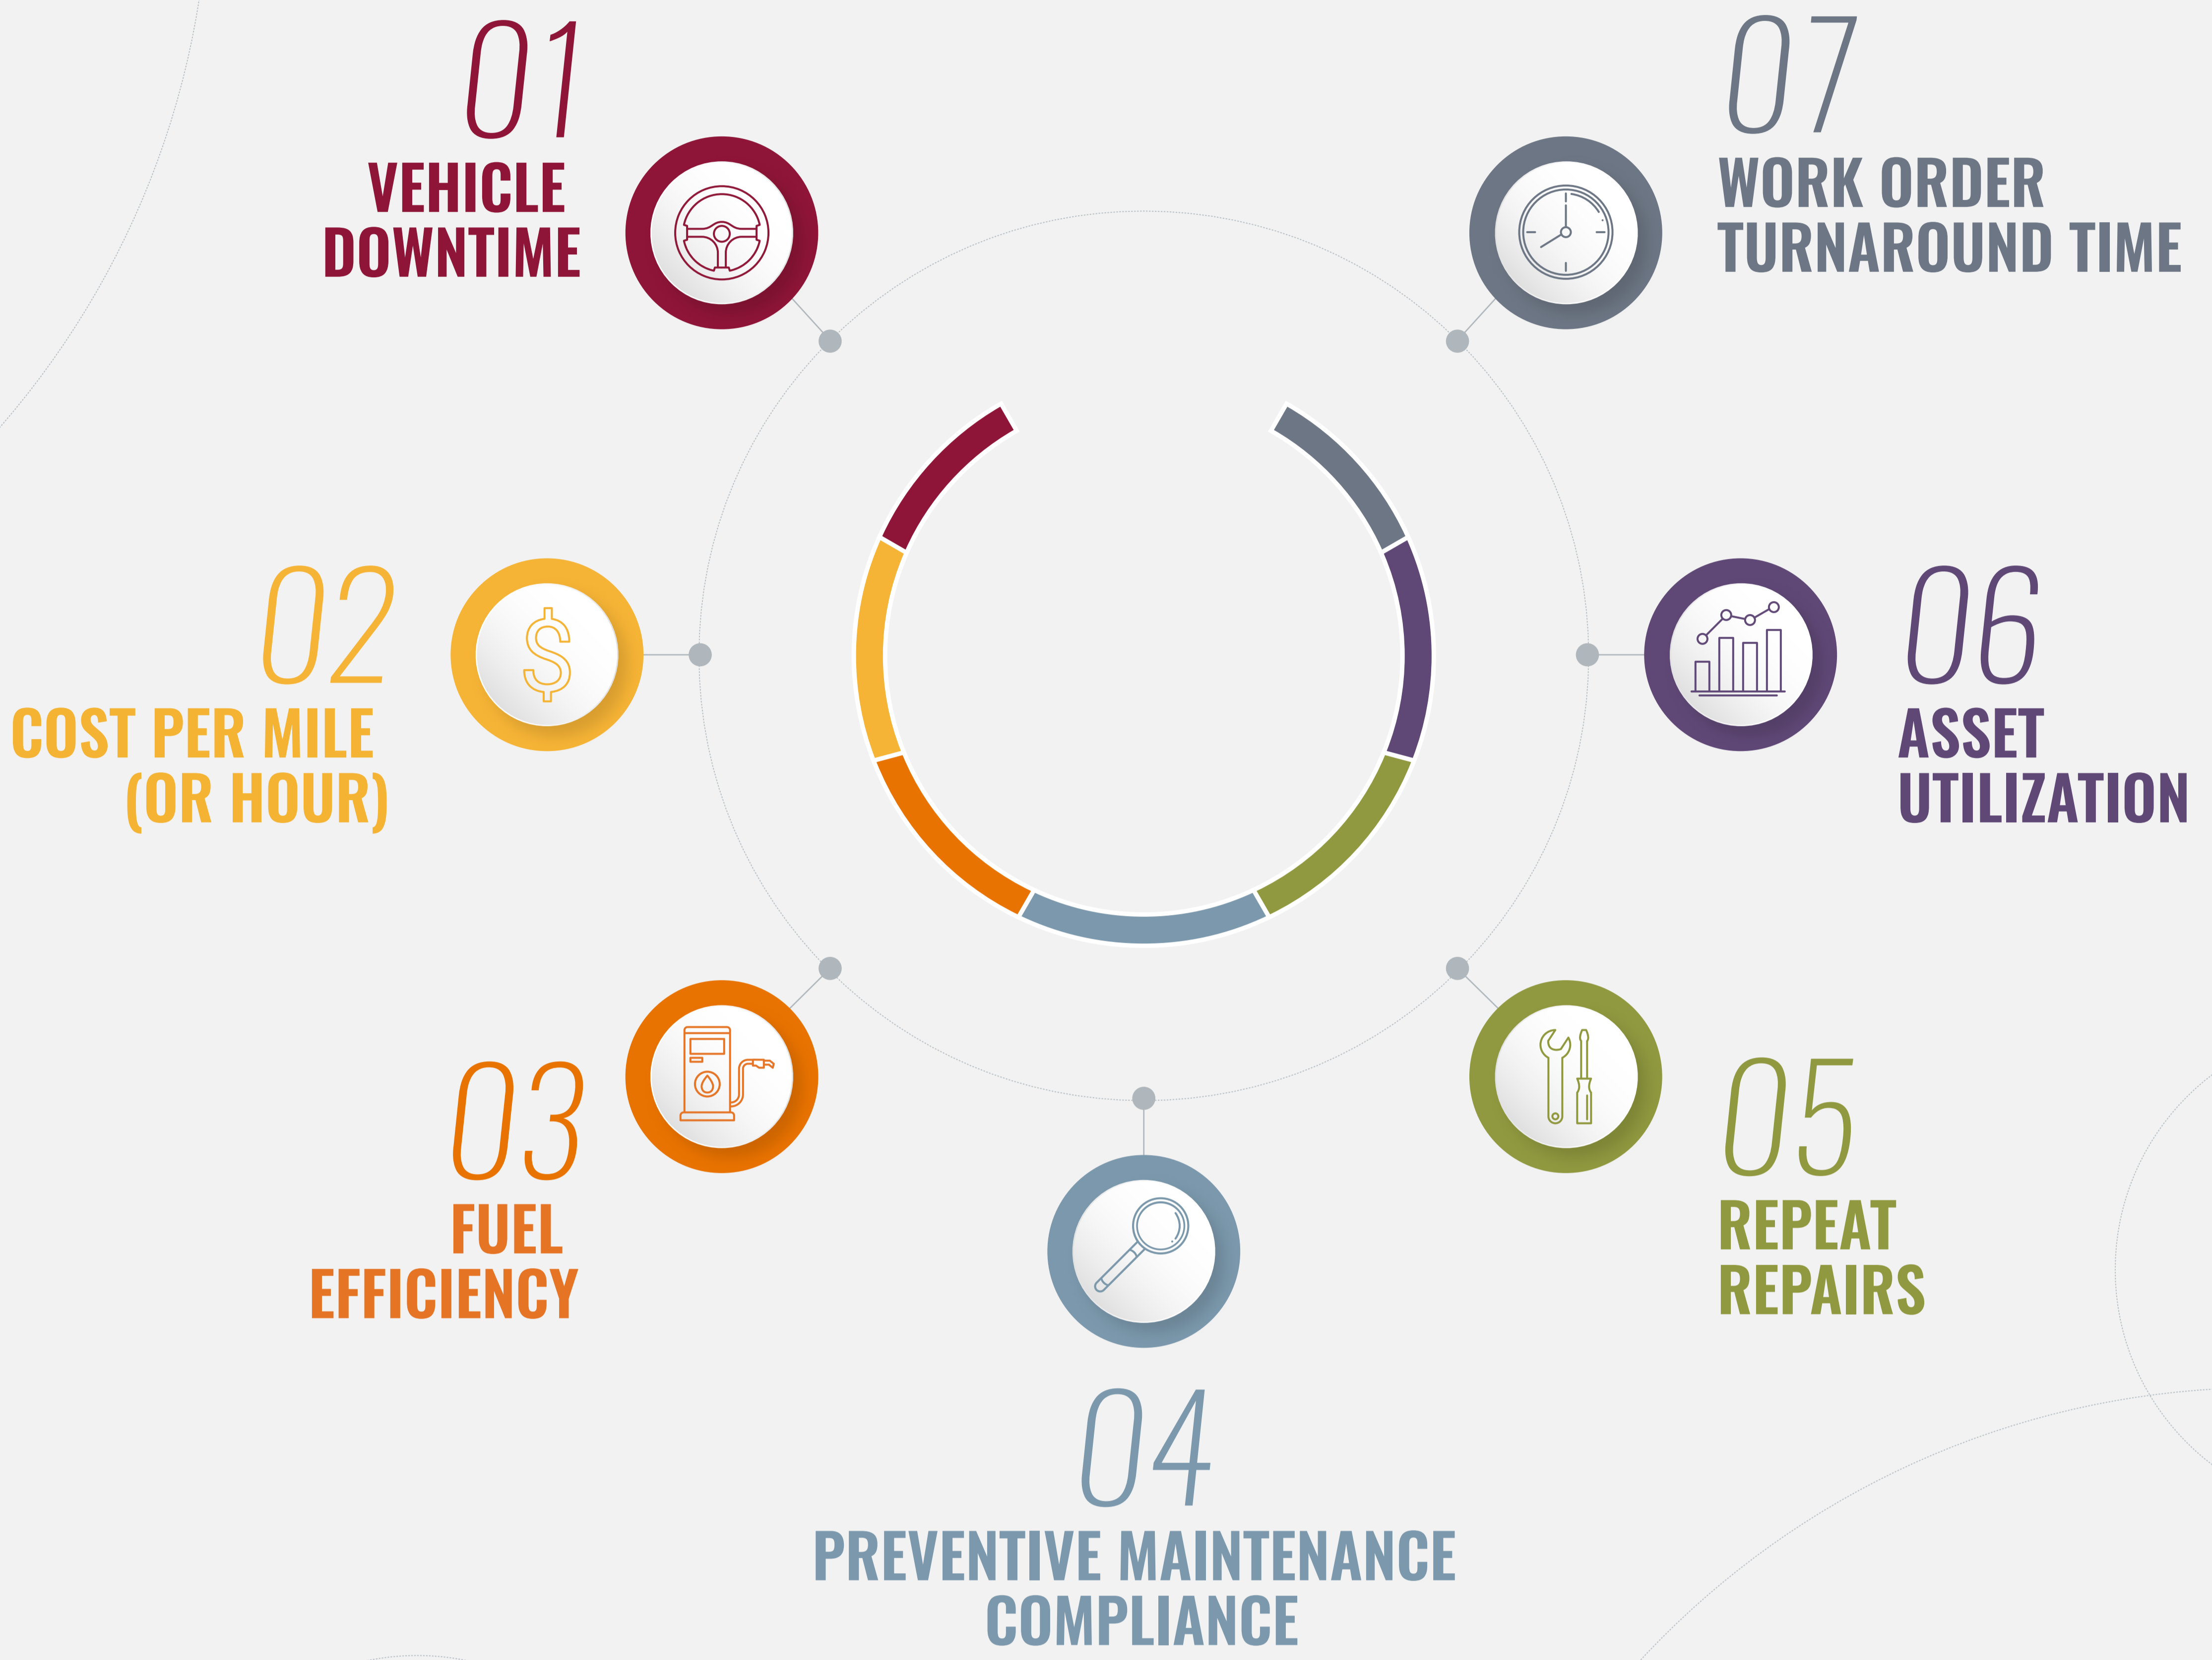 01
VEHICLE
DOWNTIME
02
COST PER MILE
(OR HOUR)
03
FUEL
EFFICIENCY
04
PREVENTIVE MAINTENANCE
COMPLIANCE
05
REPEAT
REPAIRS
06
ASSET
UTILIZATION
07
WORK ORDER
TURNAROUND TIME
$